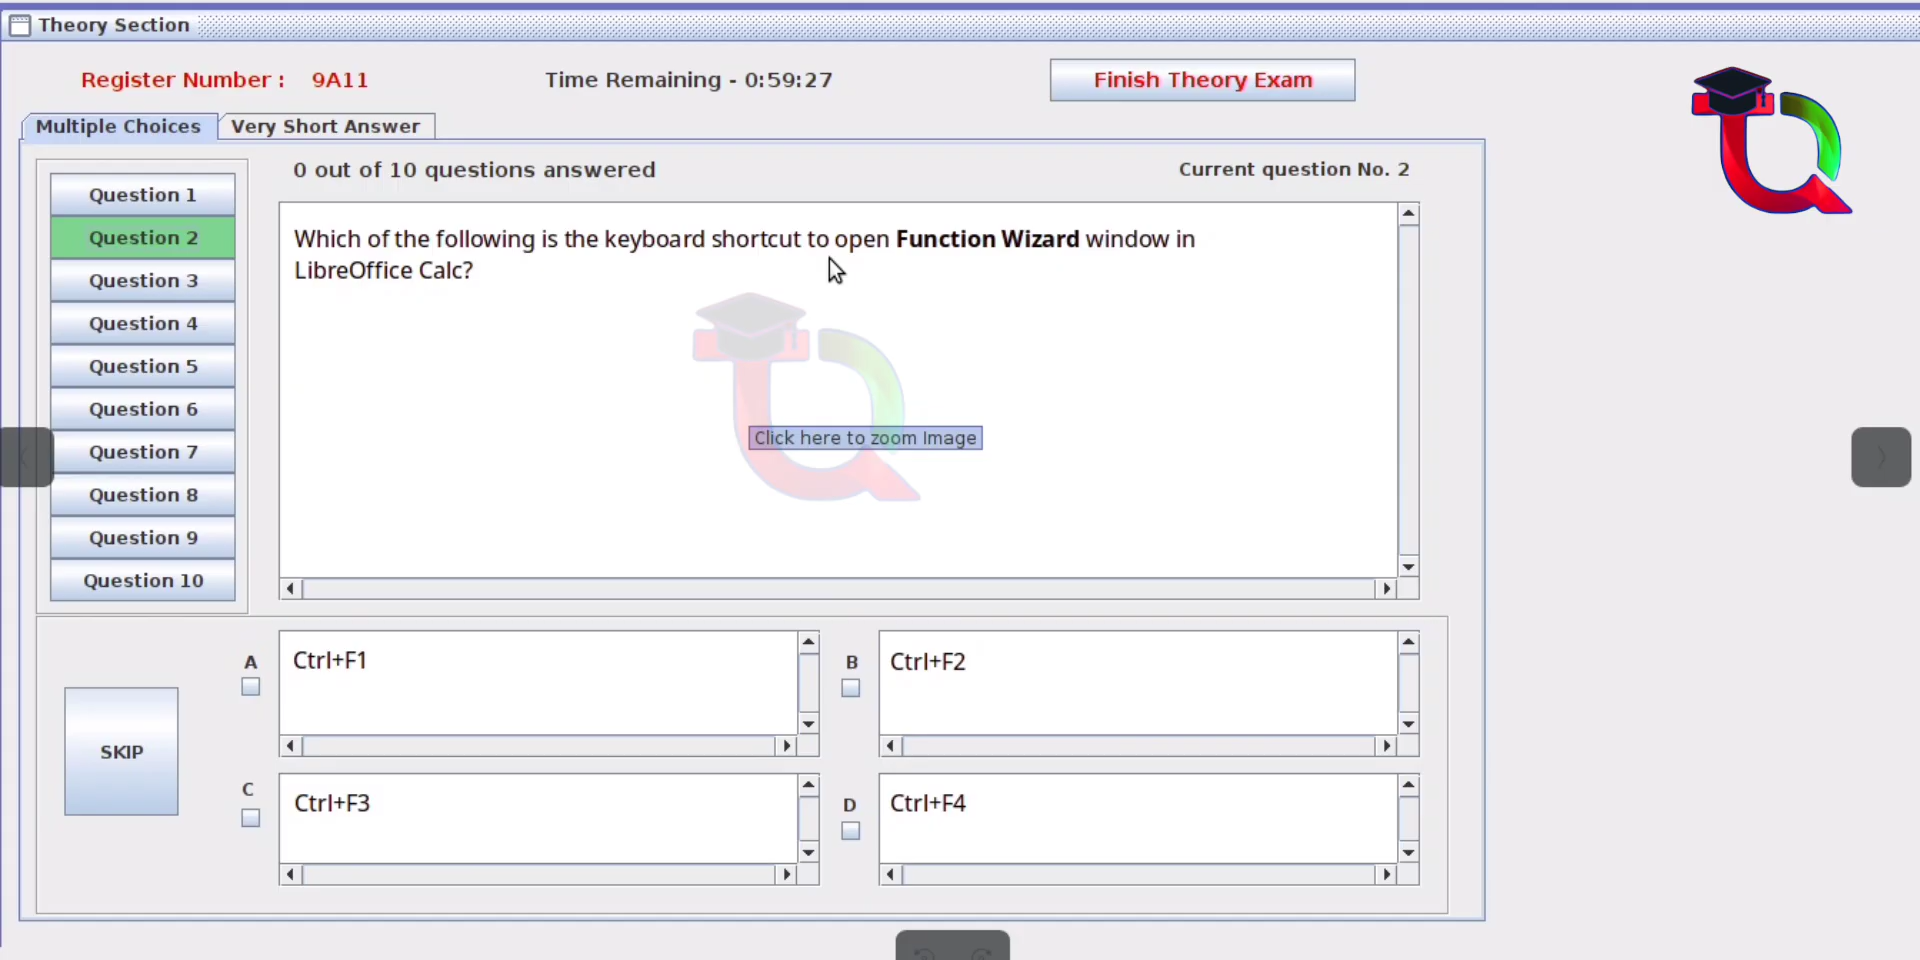 Theory Section
Register Number :   9A11
Time Remaining - 0:59:27
Finish Theory Exam
Multiple Choices
Very Short Answer
0 out of 10 questions answered
Current question No. 2
Question 1
Question 2
Question 3
Question 4
Question 5
Question 6
Question 7
Question 8
Question 9
Question 10
Which of the following is the keyboard shortcut to open Function Wizard window in
LibreOffice Calc?
Click here to zoom Image
SKIP
A
Ctrl+F1
B
Ctrl+F2
C
Ctrl+F3
D
Ctrl+F4